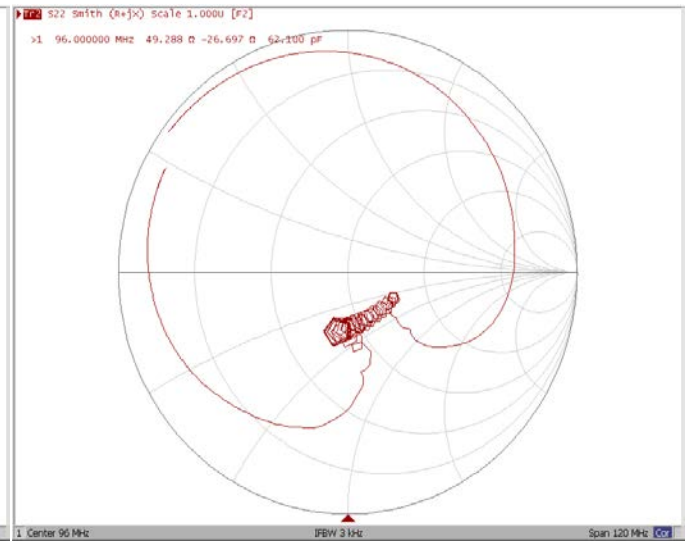 Tr2 S22 Smith (R+jX) Scale 1.000U [F2]
>1 96.000000 MHz 49.288 Ω -26.697 Ω 62.100 pF
1 Center 96 MHz IFBW 3 kHz Span 120 MHz Cor